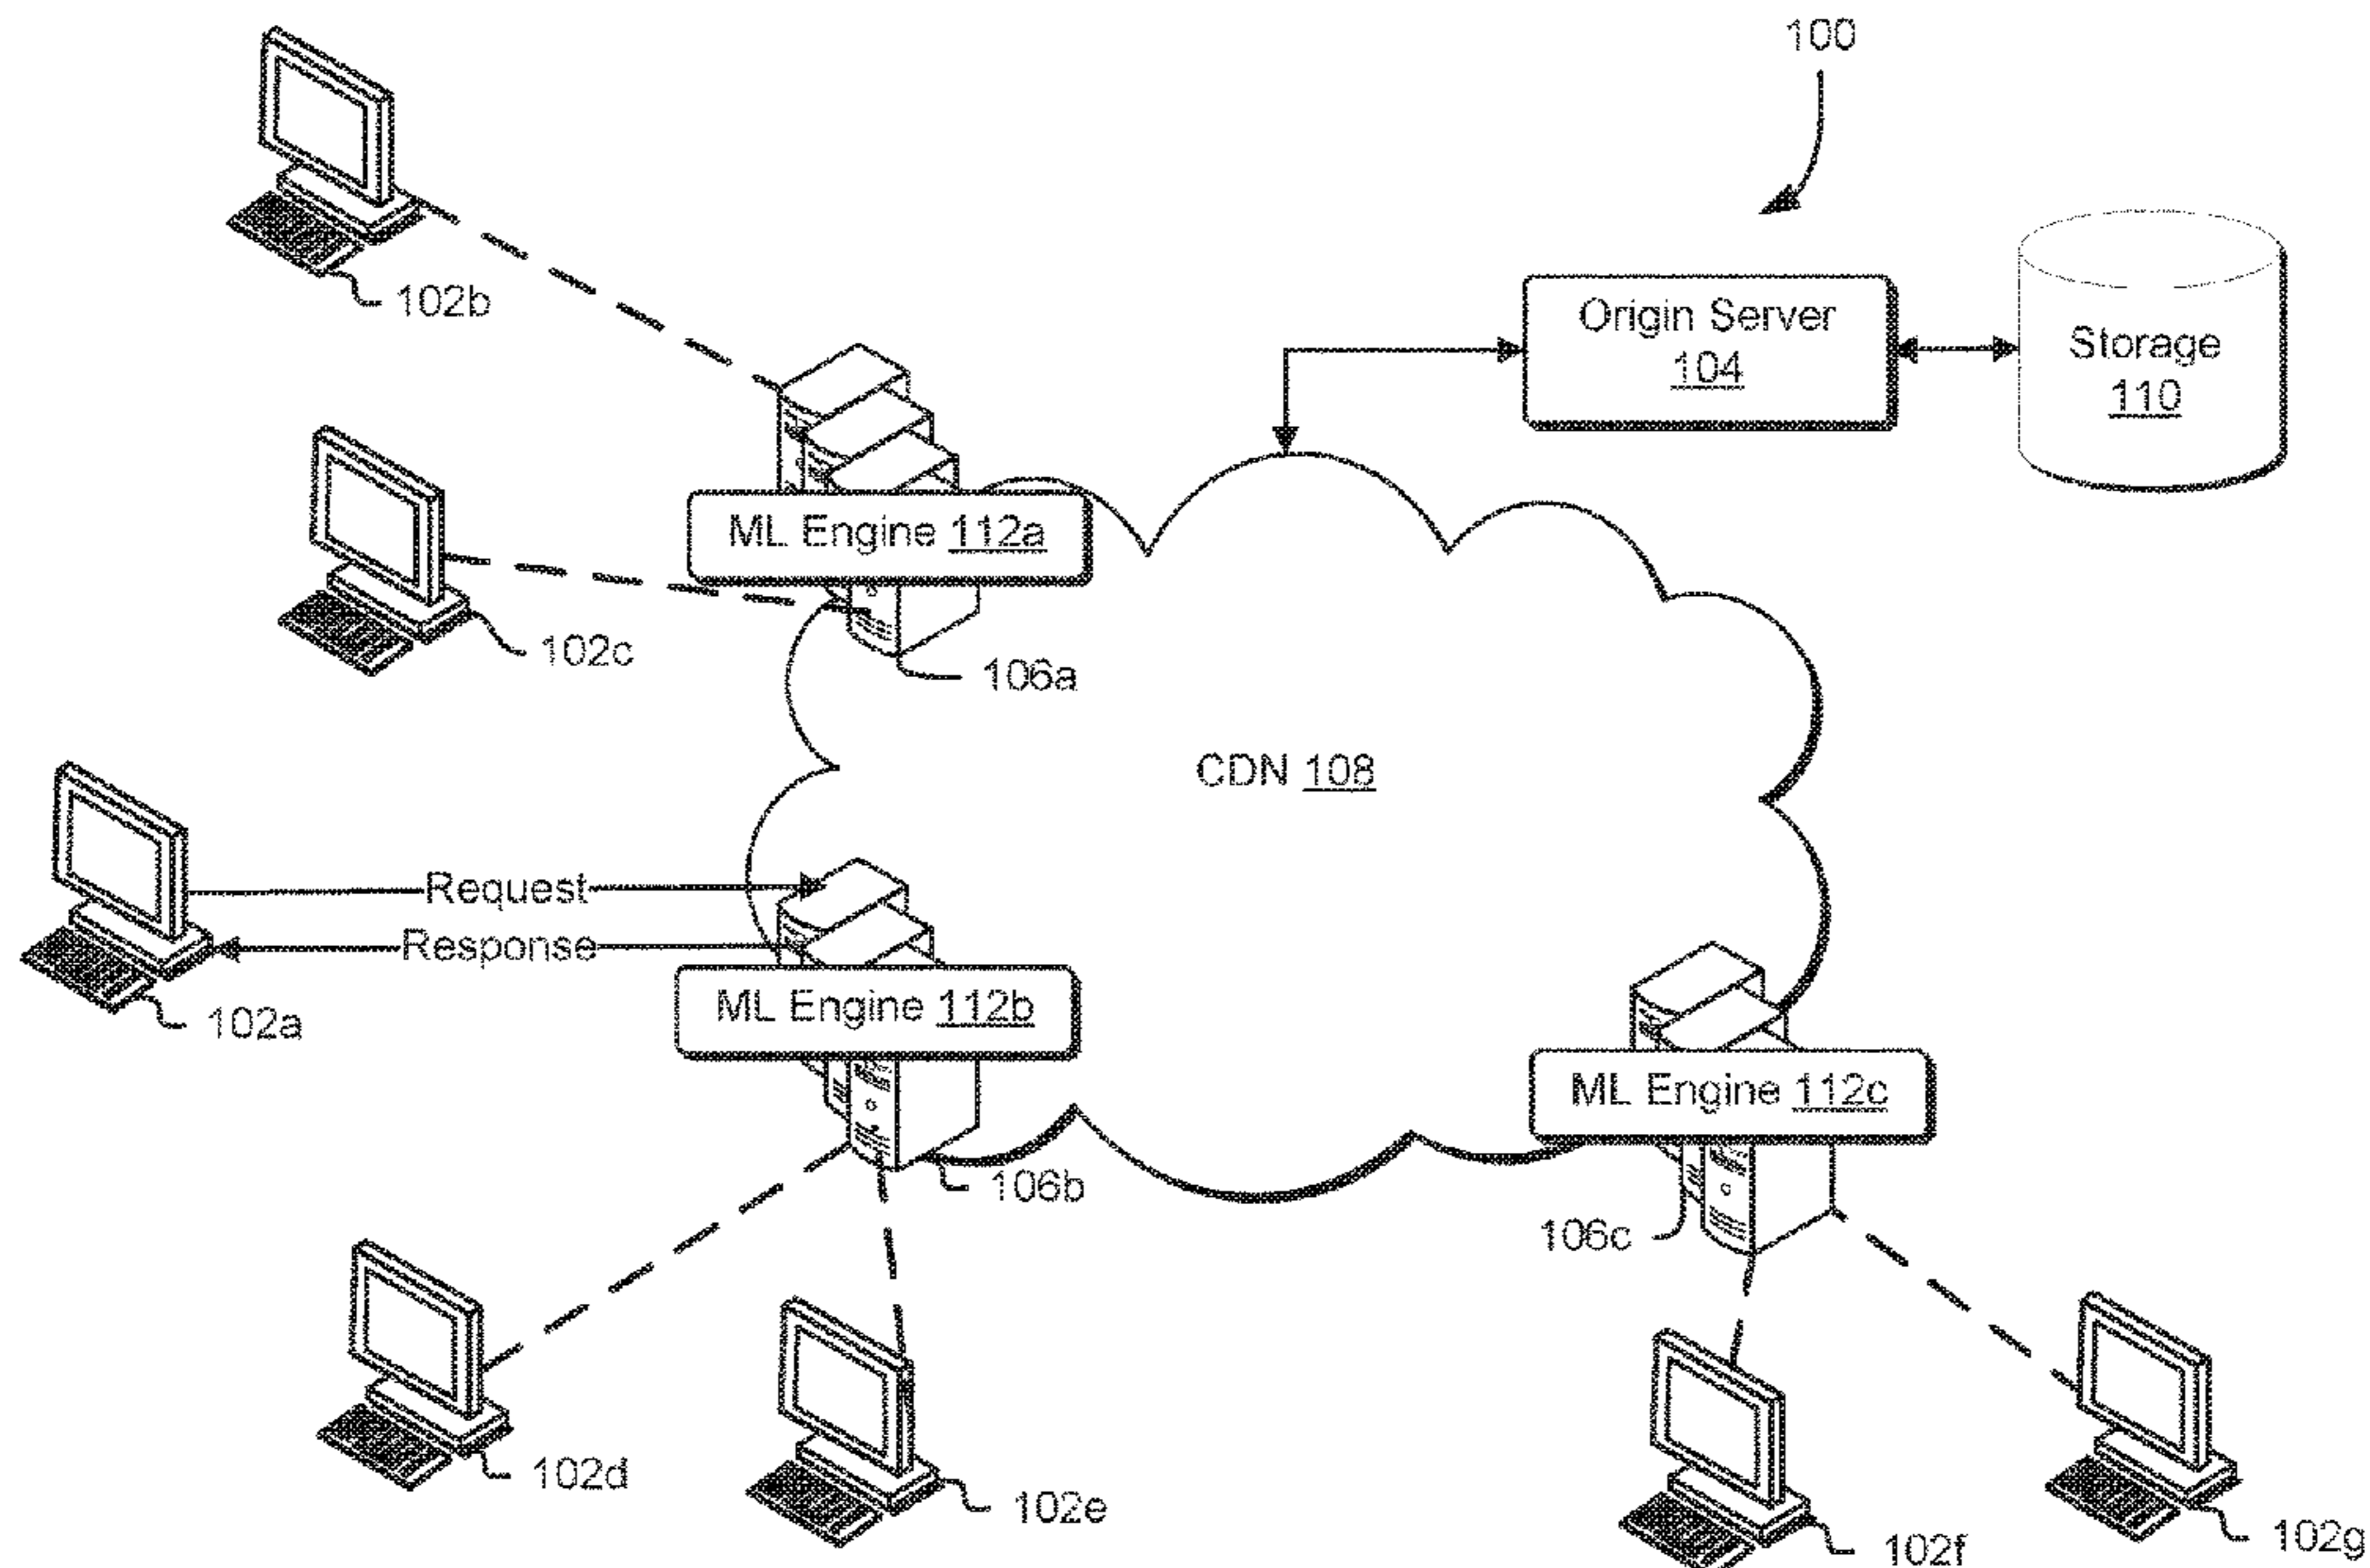 100
102b
Origin Server
104
Storage
110
ML Engine 112a
102c
106a
CDN 108
Request
Response
102a
ML Engine 112b
ML Engine 112c
106b
106c
102d
102e
102f
102g